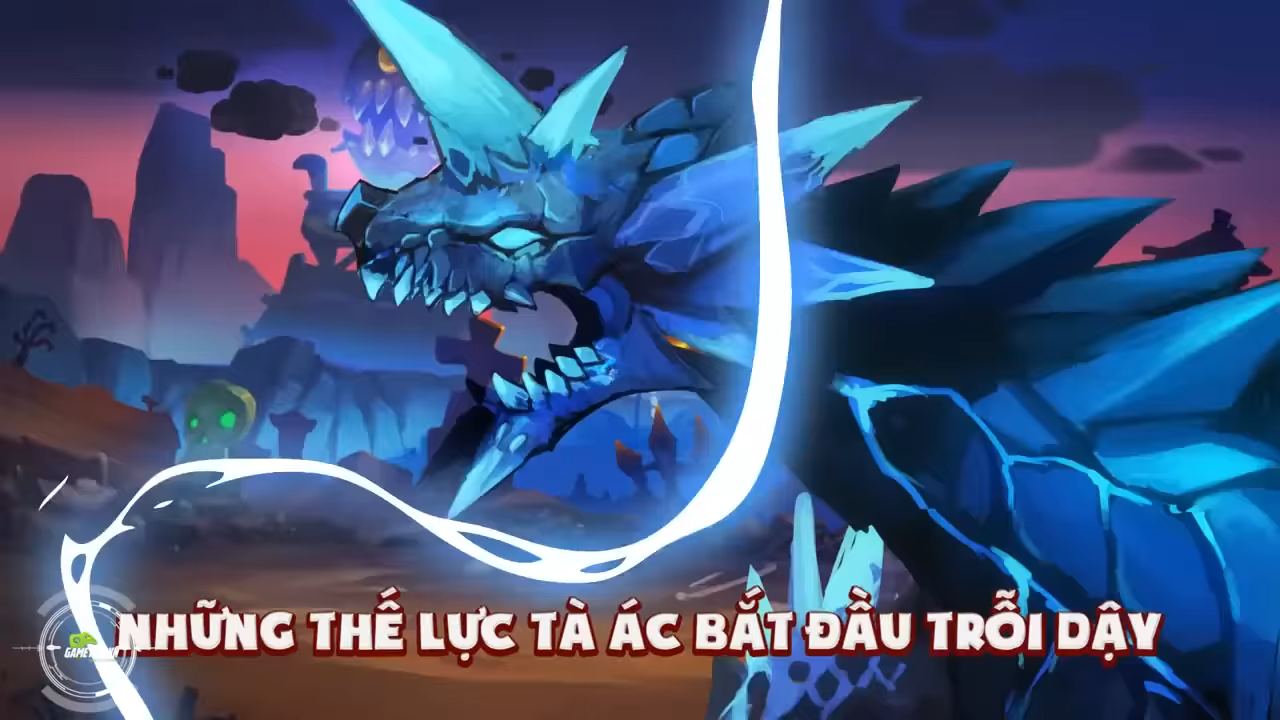 NHỮNG THẾ LỰC TÀ ÁC BẮT ĐẦU TRỖI DẬY